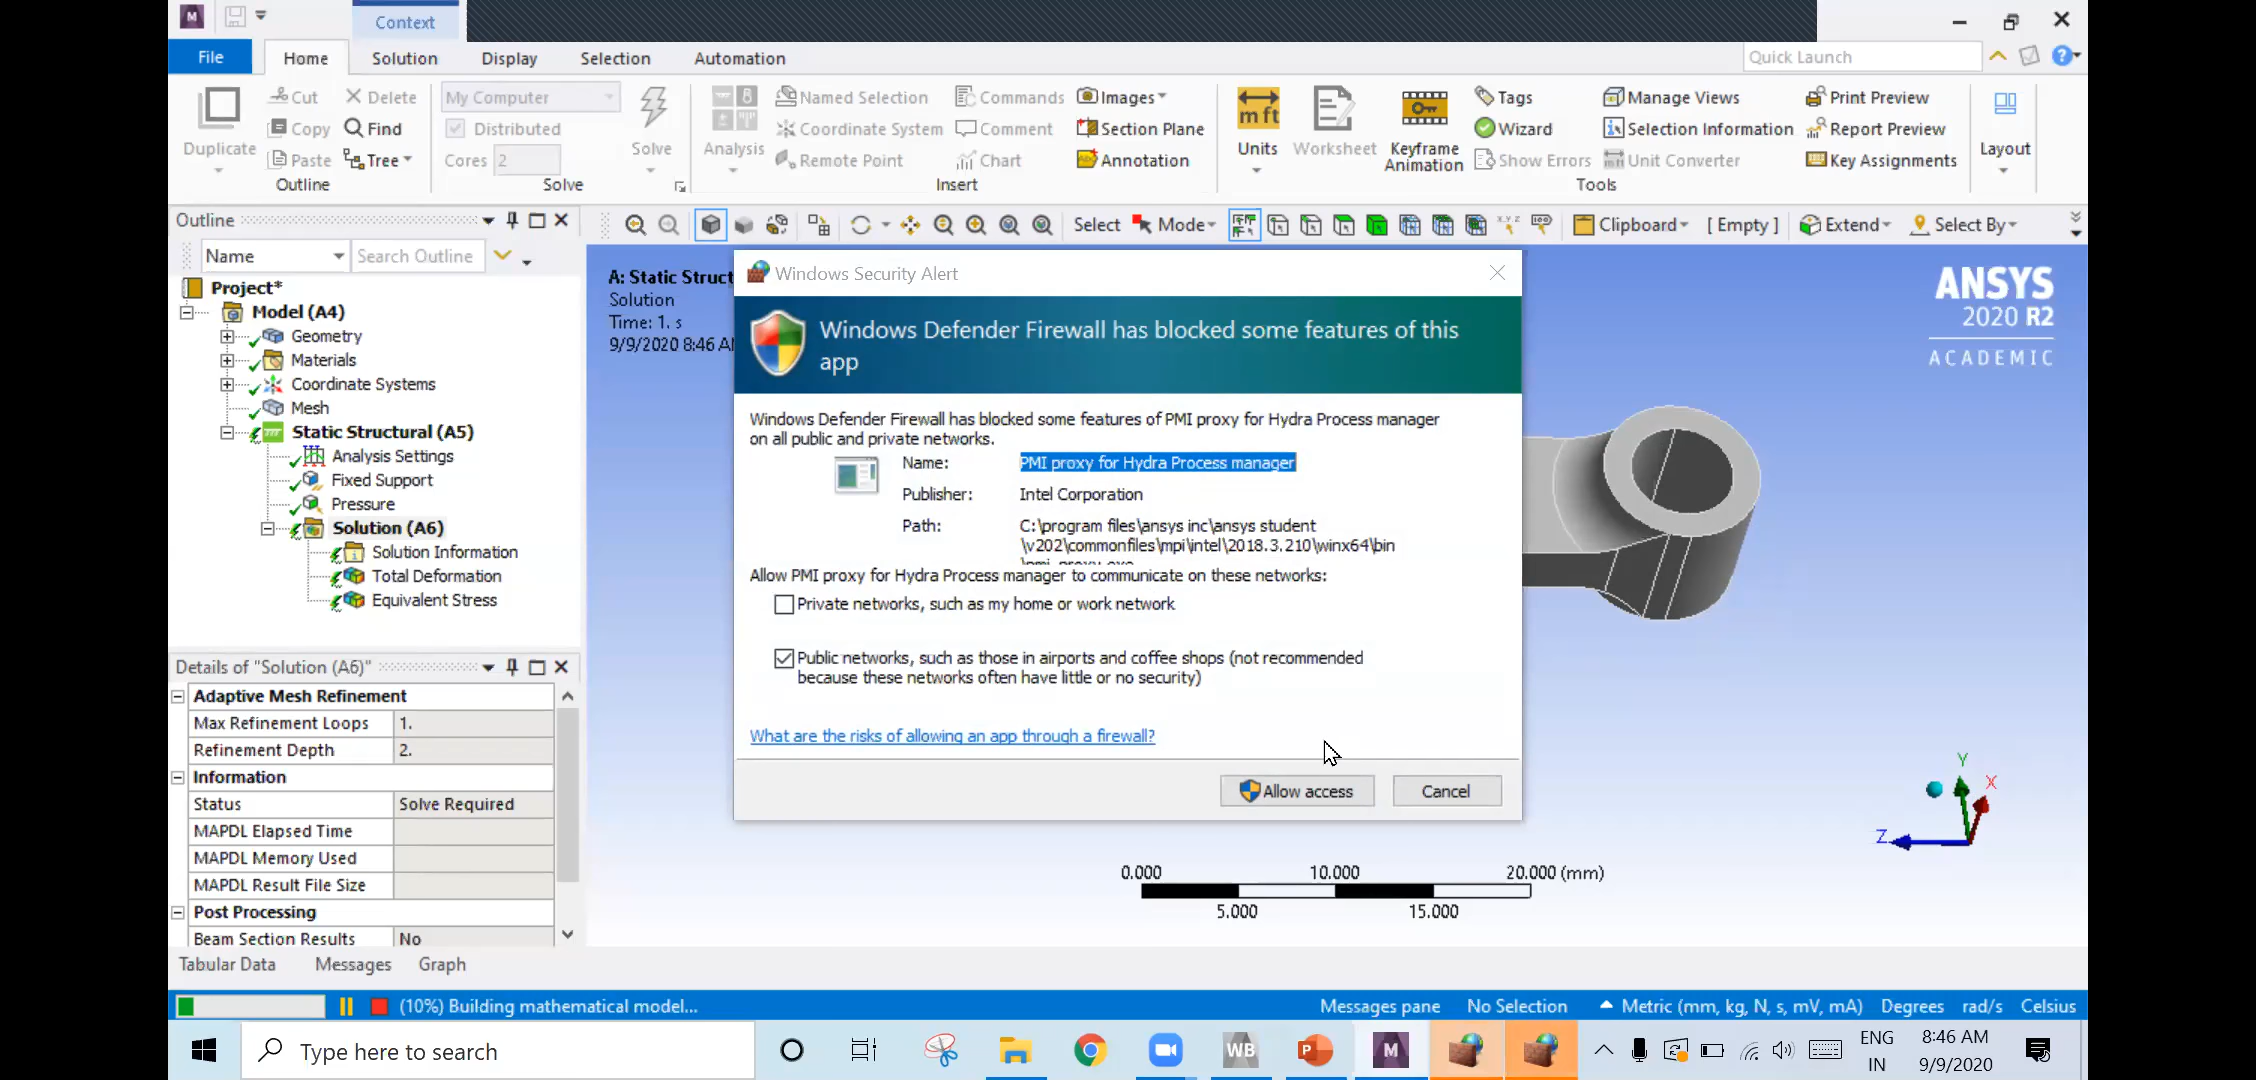 Context
File
Home
Solution
Display
Selection
Automation
Quick Launch
Duplicate
Cut
Copy
Paste
Delete
Find
Tree
Outline
My Computer
Distributed
Cores 2
Solve
Solve
Analysis
Named Selection
Coordinate System
Remote Point
Commands
Comment
Chart
Images
Section Plane
Annotation
Insert
Units
Worksheet
Keyframe
Animation
Tags
Wizard
Show Errors
Manage Views
Selection Information
Unit Converter
Print Preview
Report Preview
Key Assignments
Tools
Layout
Outline
Select
Mode
Clipboard
[ Empty ]
Extend
Select By
Name
Search Outline
Project*
Model (A4)
Geometry
Materials
Coordinate Systems
Mesh
Static Structural (A5)
Analysis Settings
Fixed Support
Pressure
Solution (A6)
Solution Information
Total Deformation
Equivalent Stress
A: Static Struct
Solution
Time: 1. s
9/9/2020 8:46 A
ANSYS
2020 R2
ACADEMIC
Windows Security Alert
Windows Defender Firewall has blocked some features of this
app
Windows Defender Firewall has blocked some features of PMI proxy for Hydra Process manager
on all public and private networks.
Name: PMI proxy for Hydra Process manager
Publisher: Intel Corporation
Path: C:\program files\ansys inc\ansys student
\v202\commonfiles\mpi\intel\2018.3.210\winx64\bin
Allow PMI proxy for Hydra Process manager to communicate on these networks:
Private networks, such as my home or work network
Public networks, such as those in airports and coffee shops (not recommended
because these networks often have little or no security)
What are the risks of allowing an app through a firewall?
Allow access
Cancel
Details of "Solution (A6)"
Adaptive Mesh Refinement
Max Refinement Loops 1.
Refinement Depth 2.
Information
Status Solve Required
MAPDL Elapsed Time
MAPDL Memory Used
MAPDL Result File Size
Post Processing
Beam Section Results No
Y
X
Z
0.000 10.000 20.000 (mm)
5.000 15.000
Tabular Data
Messages
Graph
(10%) Building mathematical model...
Messages pane
No Selection
Metric (mm, kg, N, s, mV, mA)
Degrees
rad/s
Celsius
Type here to search
WB
P
M
ENG
IN
8:46 AM
9/9/2020